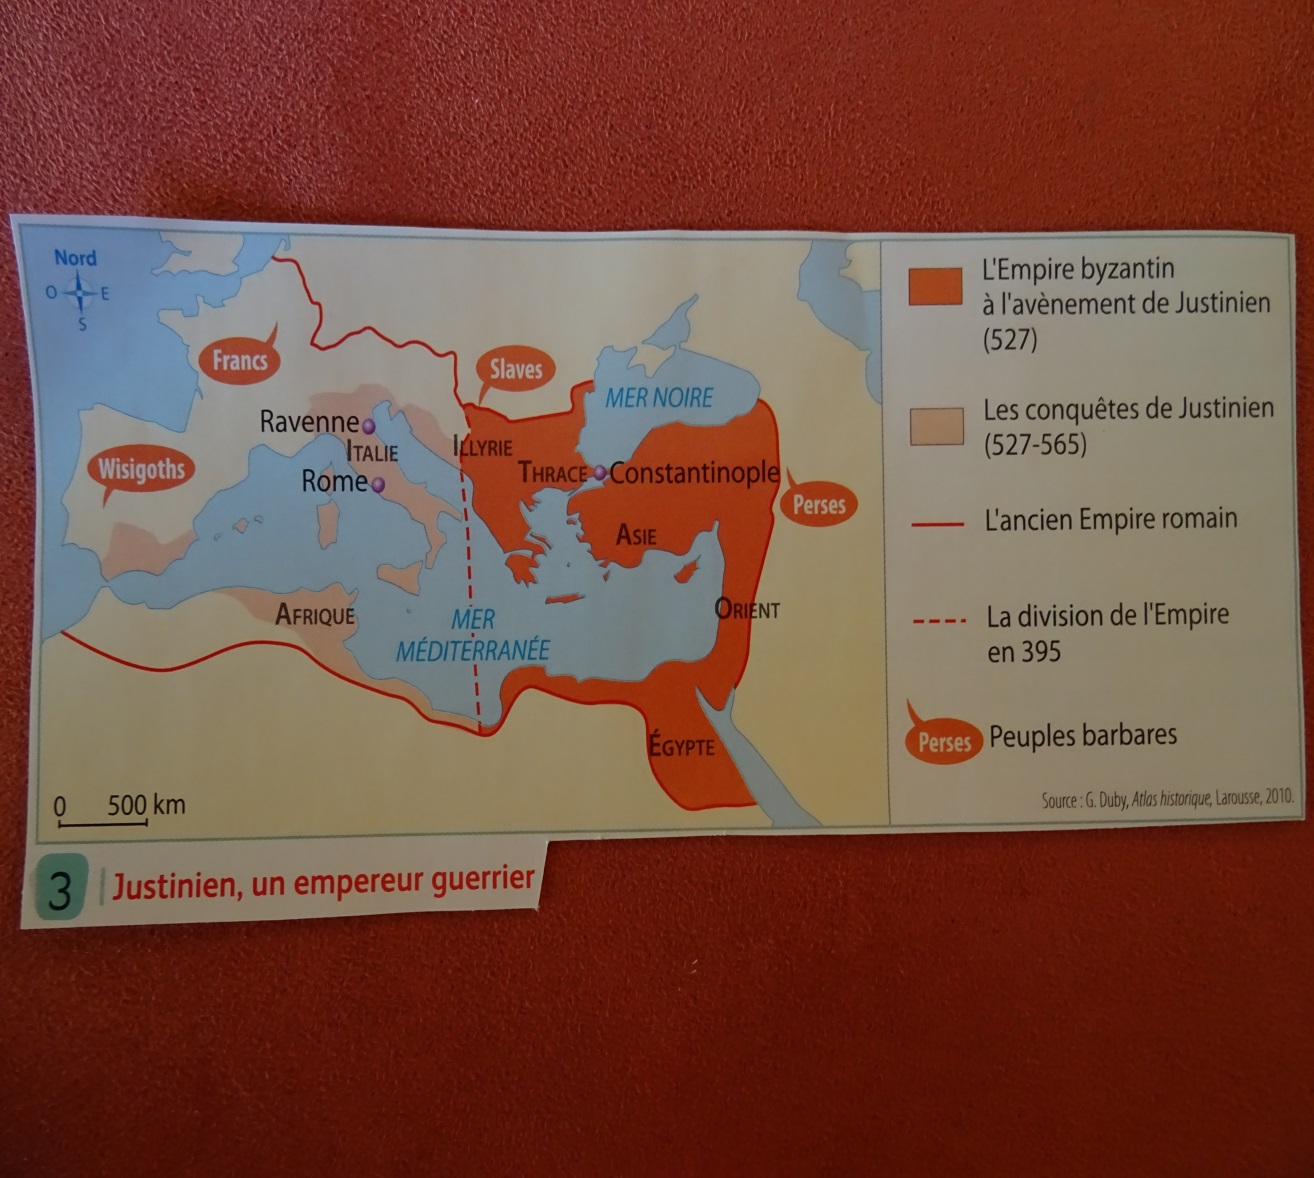 Nord
O E
S
Francs
Slaves
MER NOIRE
Ravenne
ITALIE
ILLYRIE
Wisigoths
Rome
THRACE Constantinople
Perses
ASIE
AFRIQUE
MER
MÉDITERRANÉE
ORIENT
ÉGYPTE
0 500 km
L'Empire byzantin
à l'avènement de Justinien
(527)
Les conquêtes de Justinien
(527-565)
L'ancien Empire romain
La division de l'Empire
en 395
Perses Peuples barbares
Source : G. Duby, Atlas historique, Larousse, 2010.
3 Justinien, un empereur guerrier